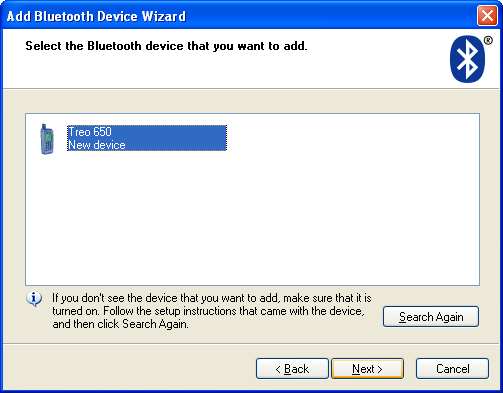 Add Bluetooth Device Wizard
Select the Bluetooth device that you want to add.
®
Treo 650
New device
If you don't see the device that you want to add, make sure that it is
turned on. Follow the setup instructions that came with the device,
and then click Search Again.
Search Again
< Back
Next >
Cancel